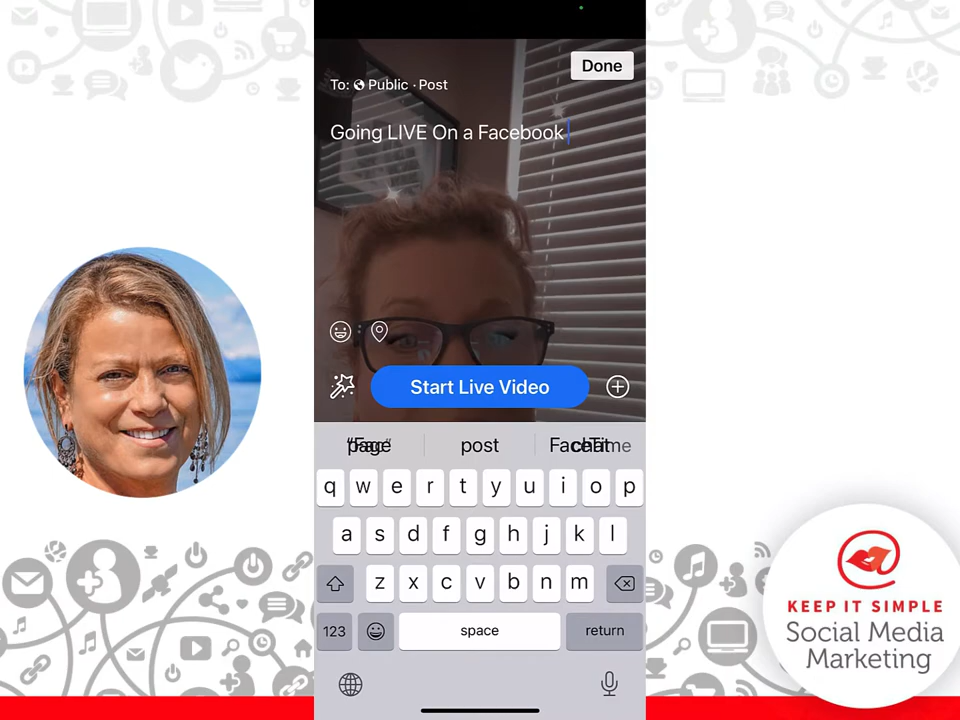 Done
To: Public · Post
Going LIVE On a Facebook
Start Live Video
page post
q w e r t y u i o p
a s d f g h j k l
z x c v b n m
123 space return
KEEP IT SIMPLE
Social Media
Marketing